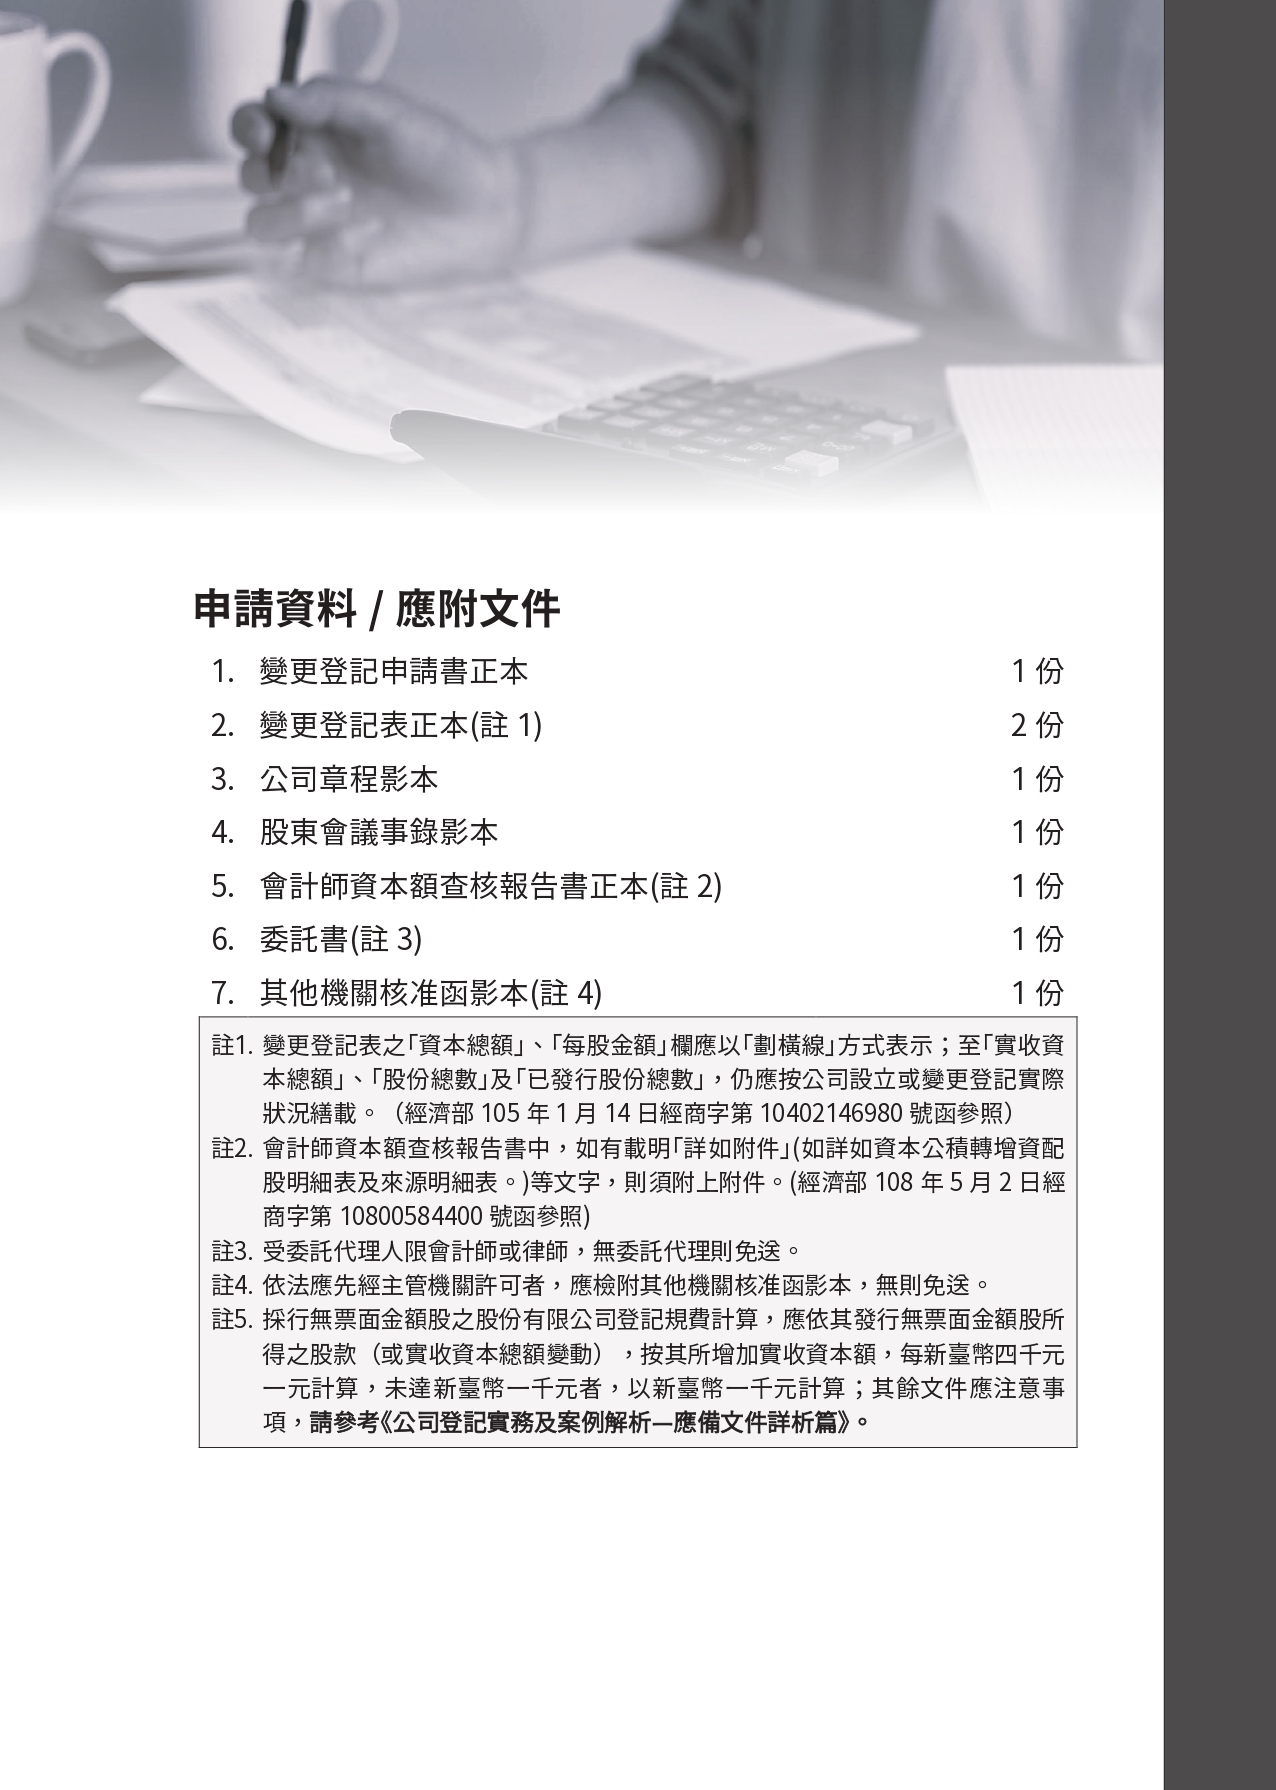 申請資料 / 應附文件
1. 變更登記申請書正本 1 份
2. 變更登記表正本(註 1) 2 份
3. 公司章程影本 1 份
4. 股東會議事錄影本 1 份
5. 會計師資本額查核報告書正本(註 2) 1 份
6. 委託書(註 3) 1 份
7. 其他機關核准函影本(註 4) 1 份
註1. 變更登記表之「資本總額」、「每股金額」欄應以「劃橫線」方式表示；至「實收資
本總額」、「股份總數」及「已發行股份總數」，仍應按公司設立或變更登記實際
狀況繕載。（經濟部 105 年 1 月 14 日經商字第 10402146980 號函參照）
註2. 會計師資本額查核報告書中，如有載明「詳如附件」(如詳如資本公積轉增資配
股明細表及來源明細表。)等文字，則須附上附件。(經濟部 108 年 5 月 2 日經
商字第 10800584400 號函參照)
註3. 受委託代理人限會計師或律師，無委託代理則免送。
註4. 依法應先經主管機關許可者，應檢附其他機關核准函影本，無則免送。
註5. 採行無票面金額股之股份有限公司登記規費計算，應依其發行無票面金額股所
得之股款（或實收資本總額變動），按其所增加實收資本額，每新臺幣四千元
一元計算，未達新臺幣一千元者，以新臺幣一千元計算；其餘文件應注意事
項，請參考《公司登記實務及案例解析—應備文件詳析篇》。